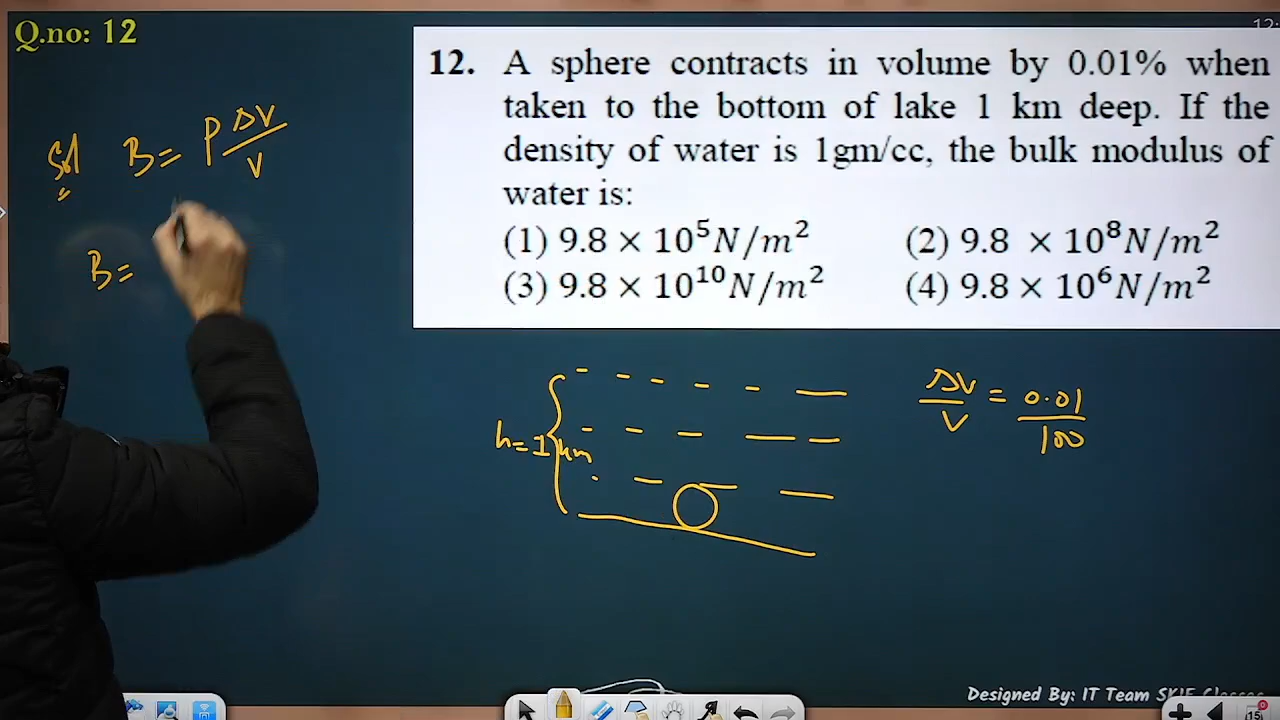 Q.no: 12
12. A sphere contracts in volume by 0.01% when
taken to the bottom of lake 1 km deep. If the
density of water is 1gm/cc, the bulk modulus of
water is:
(1) 9.8 × 10⁵N/m² (2) 9.8 × 10⁸N/m²
(3) 9.8 × 10¹⁰N/m² (4) 9.8 × 10⁶N/m²
Sol B = P ΔV/V
B =
h = 1 km
ΔV/V = 0.01/100
Designed By: IT Team SKIE Classes